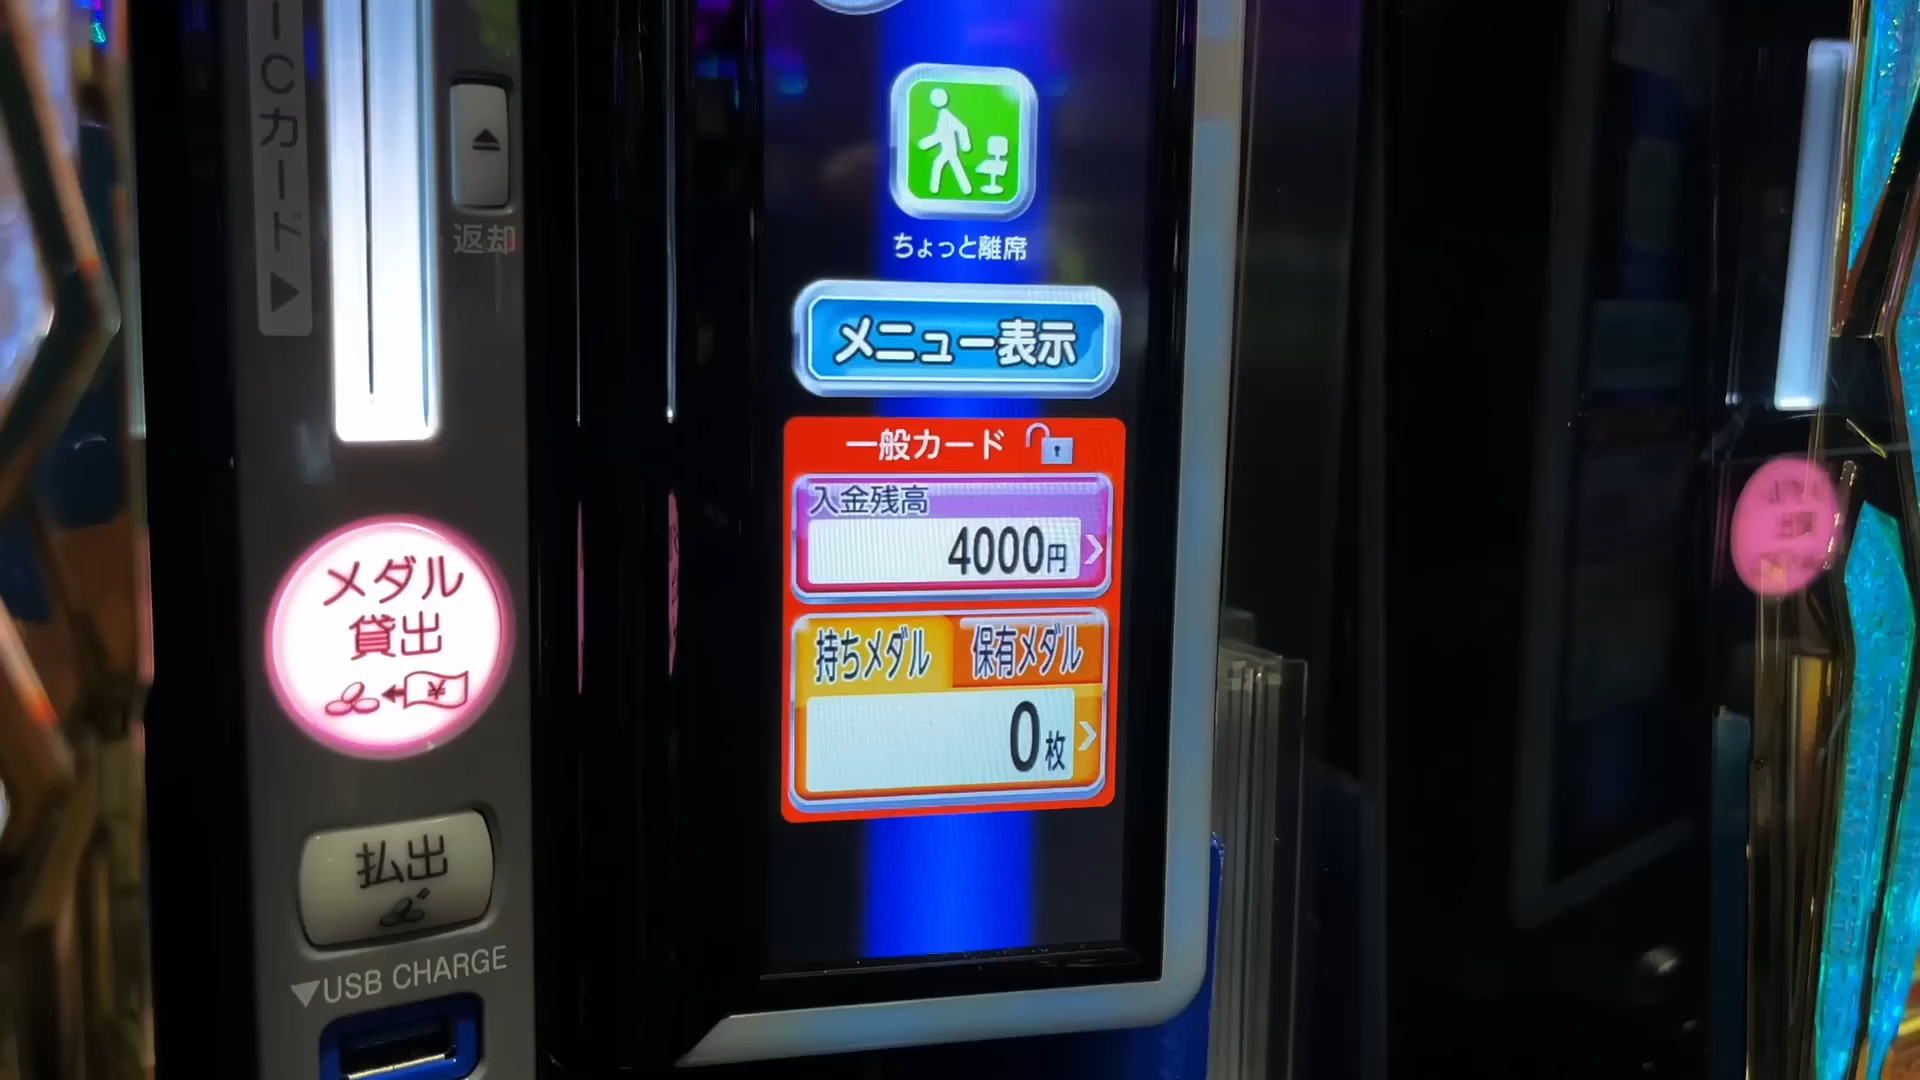 ICカード
返却
ちょっと離席
メニュー表示
一般カード
入金残高
4000円
持ちメダル 保有メダル
0枚
メダル
貸出
¥
払出
▼USB CHARGE